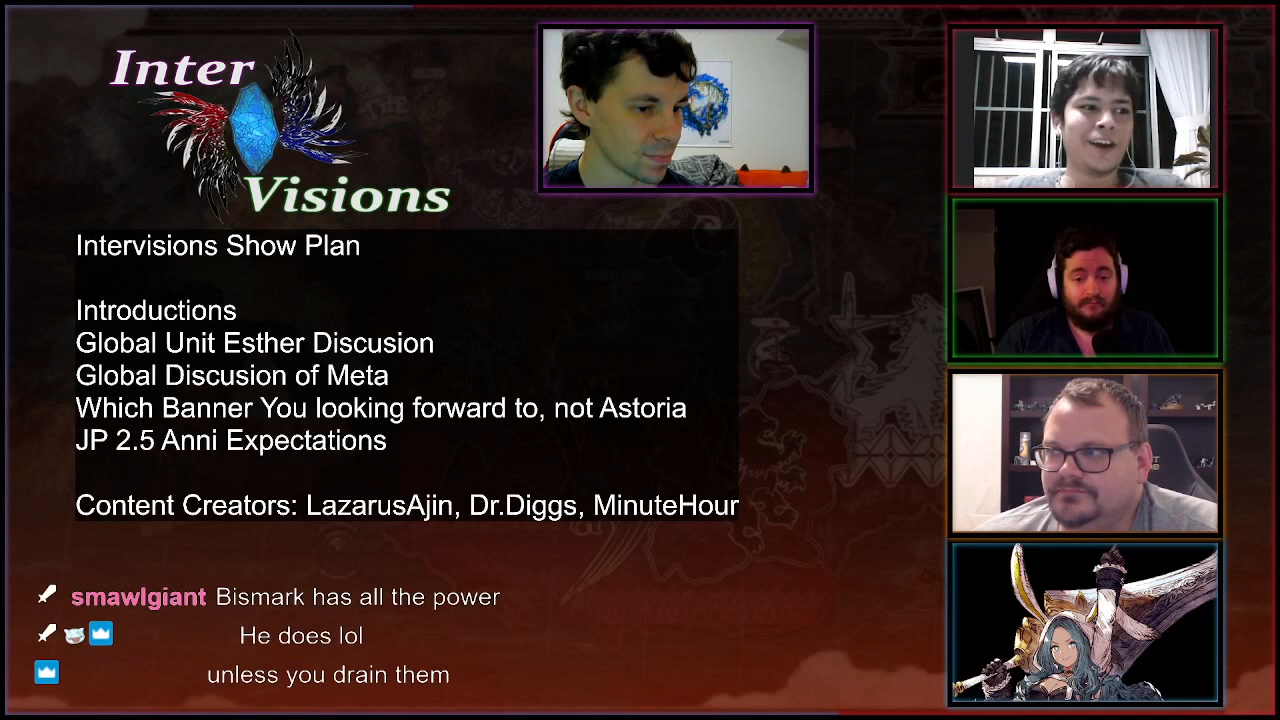 Inter
Visions
Intervisions Show Plan
Introductions
Global Unit Esther Discusion
Global Discusion of Meta
Which Banner You looking forward to, not Astoria
JP 2.5 Anni Expectations
Content Creators: LazarusAjin, Dr.Diggs, MinuteHour
smawlgiant Bismark has all the power
He does lol
unless you drain them